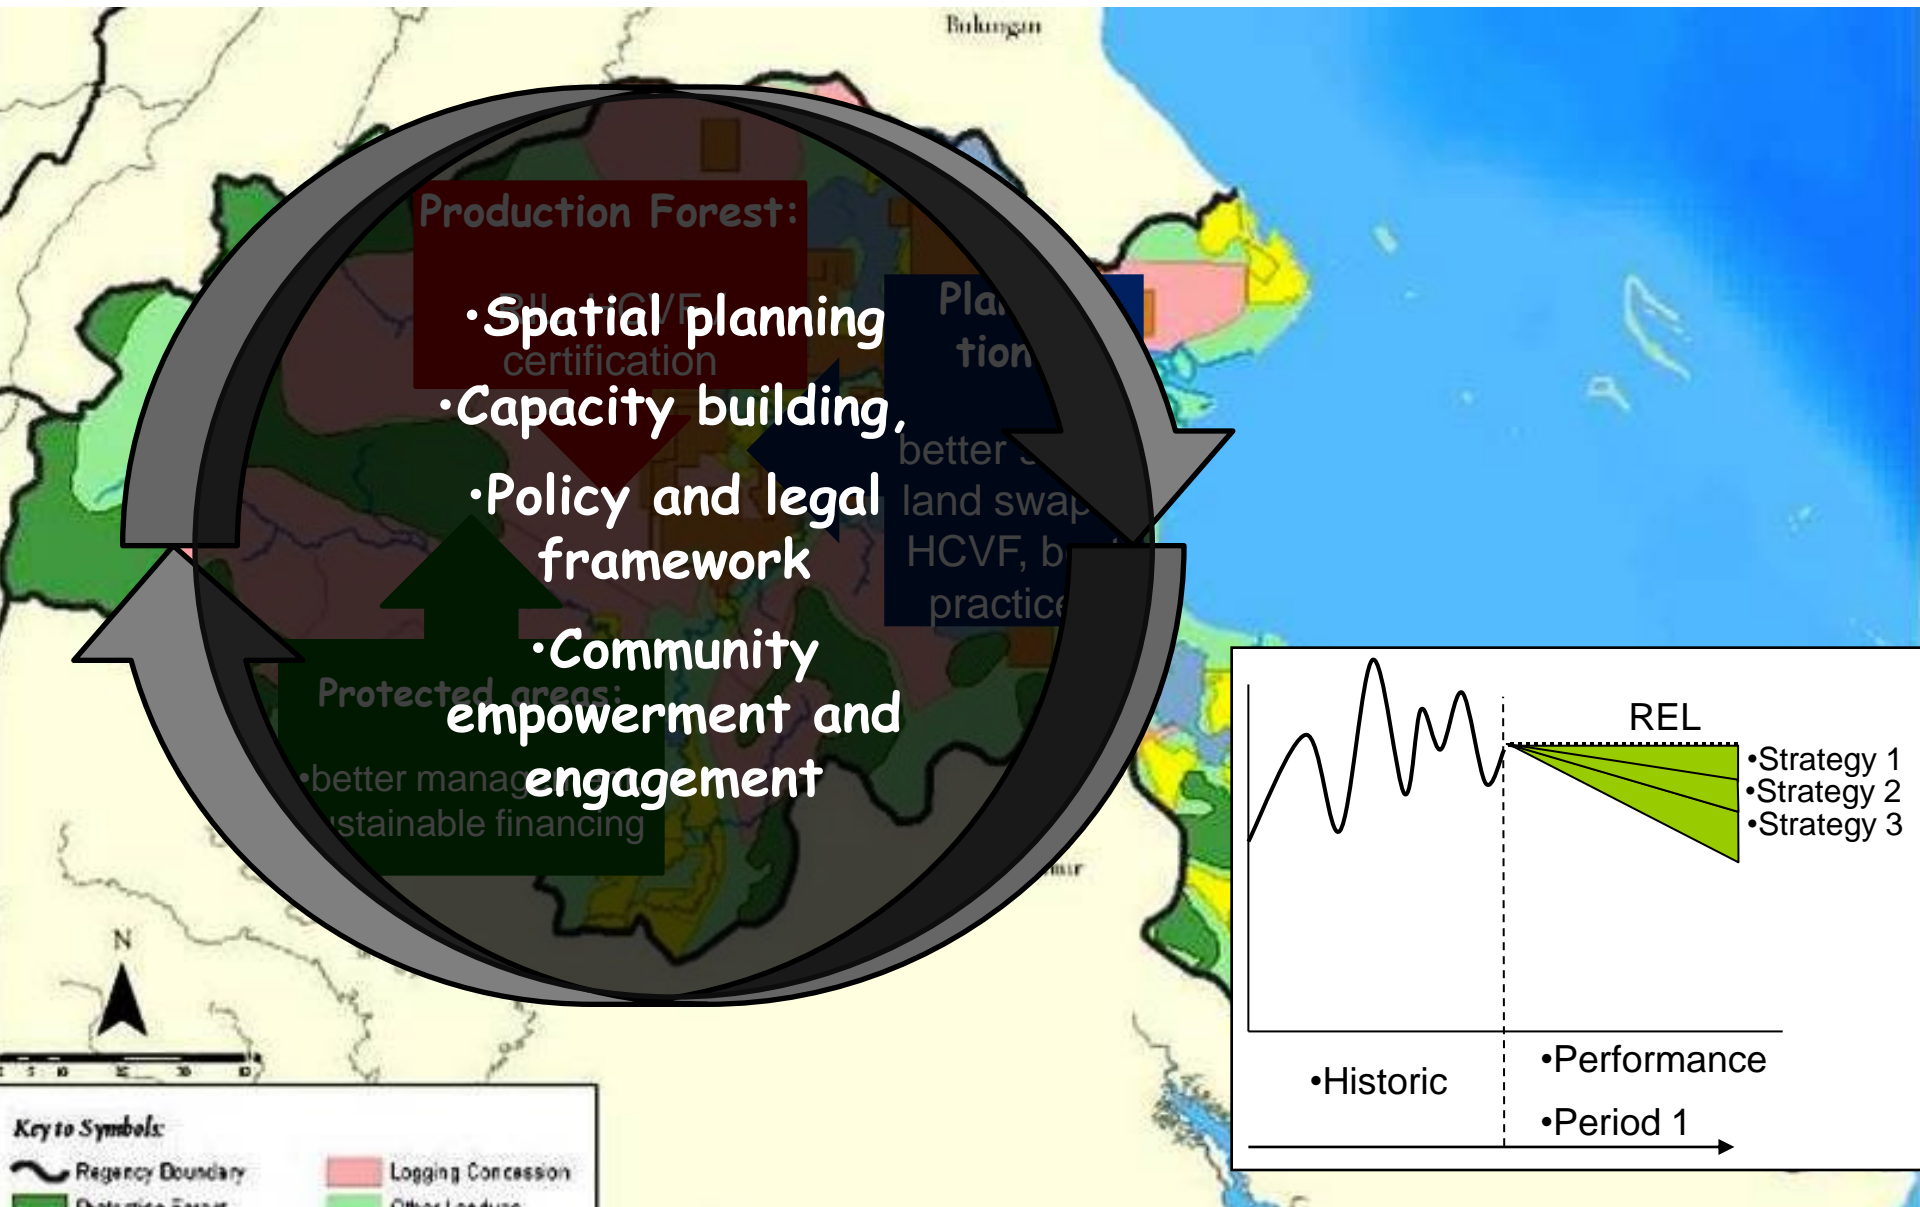 Bulungan
Production Forest:
HCVF,
certification
•Spatial planning
•Capacity building,
•Policy and legal
framework
•Community
empowerment and
engagement
tion
better
land swap
HCVF,
practice
Protected areas:
•better
financing
N
REL
•Strategy 1
•Strategy 2
•Strategy 3
•Historic
•Performance
•Period 1
Key to Symbols:
Regency Boundary
Logging Concession